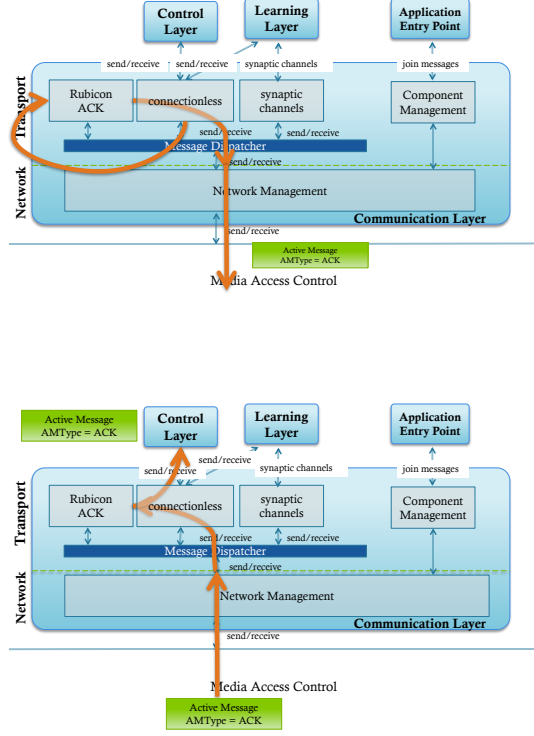 Control
Layer
Learning
Layer
Application
Entry Point
send/receive
send/receive
synaptic channels
join messages
Transport
Rubicon
ACK
connectionless
synaptic
channels
Component
Management
send/receive
send/receive
Message Dispatcher
send/receive
Network
Network Management
Communication Layer
send/receive
Active Message
AMType = ACK
Media Access Control
Active Message
AMType = ACK
Control
Layer
Learning
Layer
Application
Entry Point
send/receive
send/receive
synaptic channels
join messages
Transport
Rubicon
ACK
connectionless
synaptic
channels
Component
Management
send/receive
send/receive
Message Dispatcher
send/receive
Network
Network Management
Communication Layer
send/receive
Media Access Control
Active Message
AMType = ACK